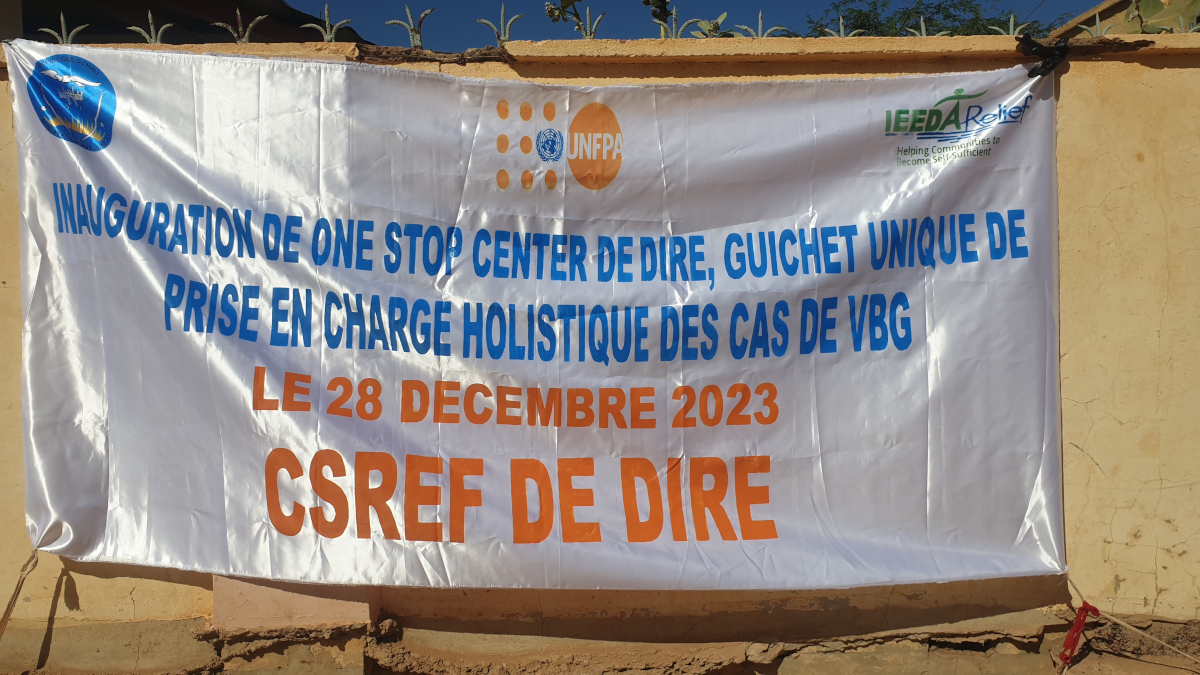 UNFPA
IEEDA Relief
Helping Communities to
Become Self-Sufficient
INAUGURATION DE ONE STOP CENTER DE DIRE, GUICHET UNIQUE DE
PRISE EN CHARGE HOLISTIQUE DES CAS DE VBG
LE 28 DECEMBRE 2023
CSREF DE DIRE